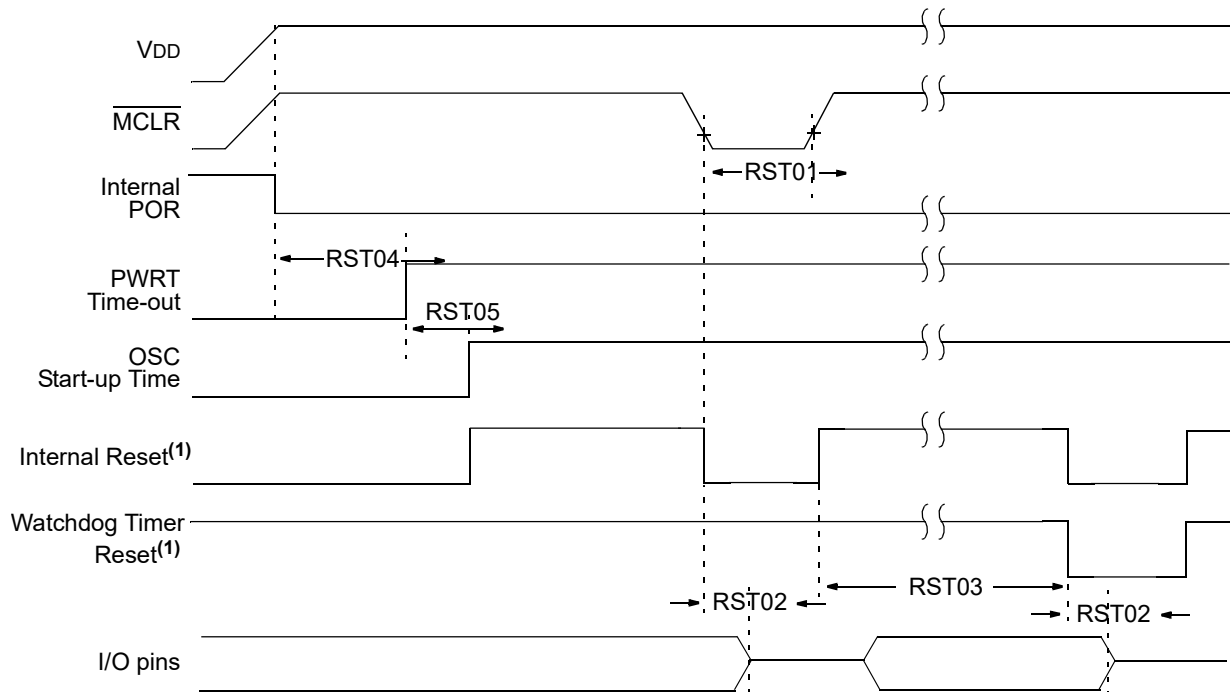 VDD
MCLR
RST01
Internal
POR
RST04
PWRT
Time-out
RST05
OSC
Start-up Time
Internal Reset(1)
Watchdog Timer
Reset(1)
RST02
RST03
RST02
I/O pins